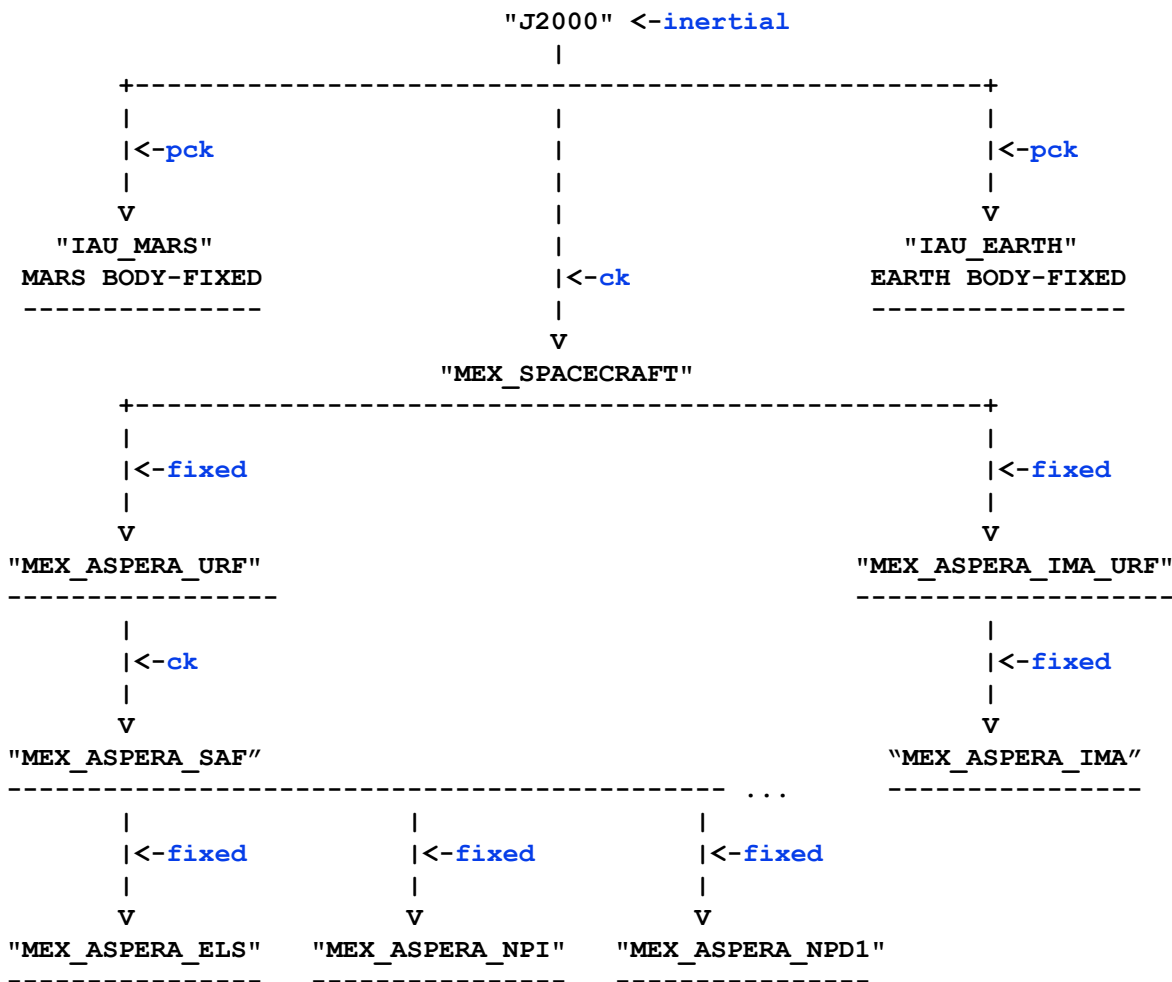 "J2000" <-inertial
|
+-----------------------------------------------------+
| | |
|<-pck | |<-pck
| | |
V | V
"IAU_MARS" | "IAU_EARTH"
MARS BODY-FIXED |<-ck EARTH BODY-FIXED
--------------- | ----------------
V
"MEX_SPACECRAFT"
+-----------------------------------------------------+
| |
|<-fixed |<-fixed
| |
V V
"MEX_ASPERA_URF" "MEX_ASPERA_IMA_URF"
----------------- --------------------
| |
|<-ck |<-fixed
| |
V V
"MEX_ASPERA_SAF” “MEX_ASPERA_IMA”
--------------------------------------------- ... ----------------
| | |
|<-fixed |<-fixed |<-fixed
| | |
V V V
"MEX_ASPERA_ELS" "MEX_ASPERA_NPI" "MEX_ASPERA_NPD1"
---------------- ---------------- ----------------